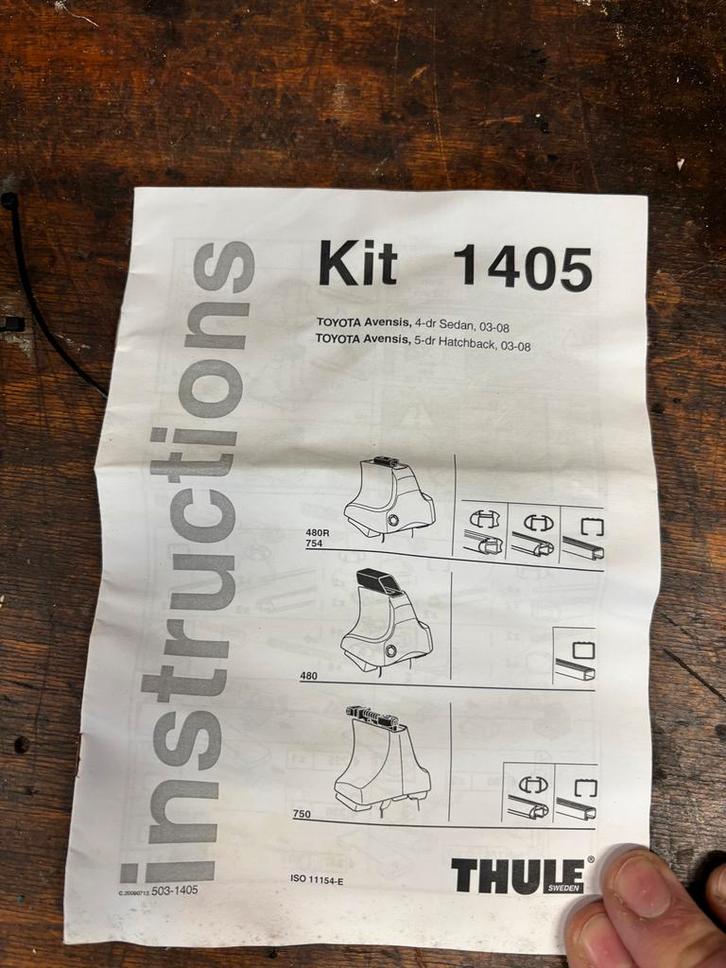 instructions
Kit 1405
TOYOTA Avensis, 4-dr Sedan, 03-08
TOYOTA Avensis, 5-dr Hatchback, 03-08
480R
754
480
750
ISO 11154-E
THULE®
SWEDEN
C.20090713 503-1405